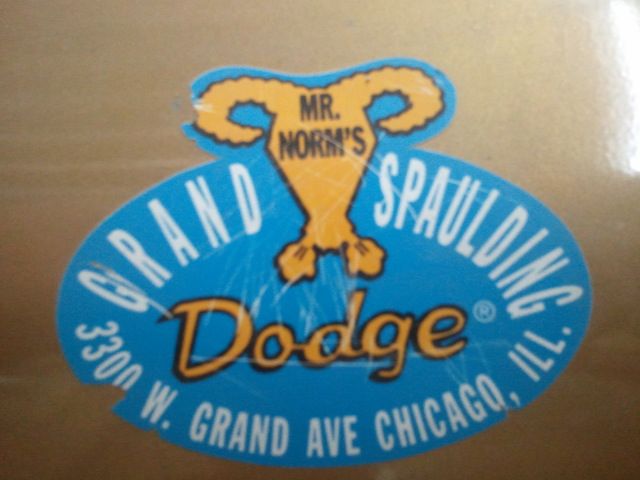 MR.
NORM'S
GRAND SPAULDING
Dodge®
3300 W. GRAND AVE CHICAGO, ILL.